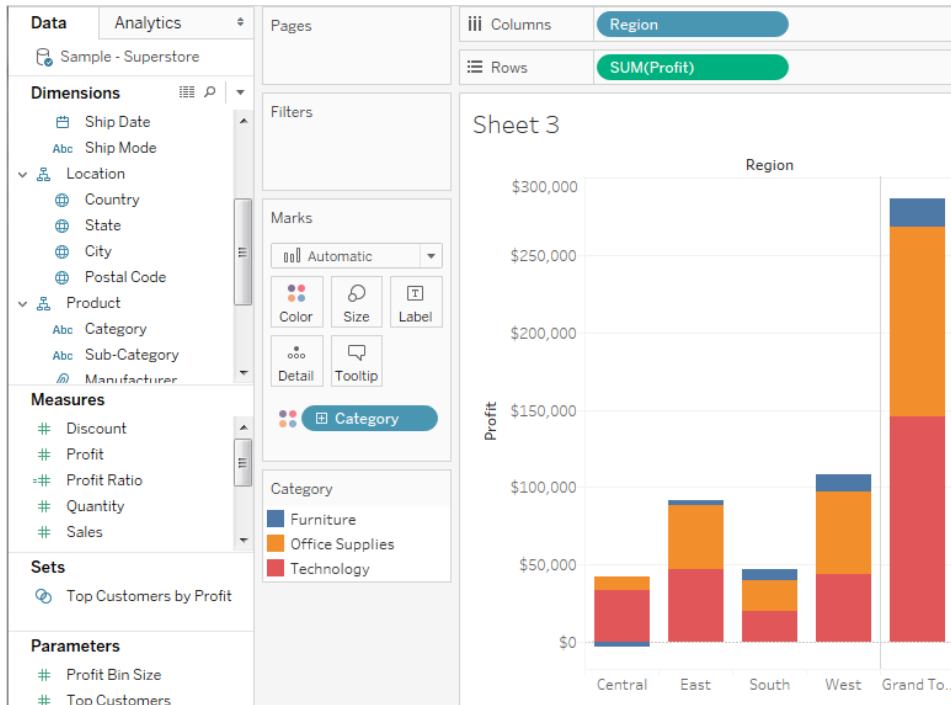 Data
Analytics
Sample - Superstore
Dimensions
Ship Date
Abc Ship Mode
Location
Country
State
City
Postal Code
Product
Abc Category
Abc Sub-Category
Manufacturer
Measures
# Discount
# Profit
=# Profit Ratio
# Quantity
# Sales
Sets
Top Customers by Profit
Parameters
# Profit Bin Size
# Top Customers
Pages
Filters
Marks
Automatic
Color
Size
T
Label
Detail
Tooltip
Category
Category
Furniture
Office Supplies
Technology
Columns
Region
Rows
SUM(Profit)
Sheet 3
Region
Profit
$300,000
$250,000
$200,000
$150,000
$100,000
$50,000
$0
Central East South West Grand To..